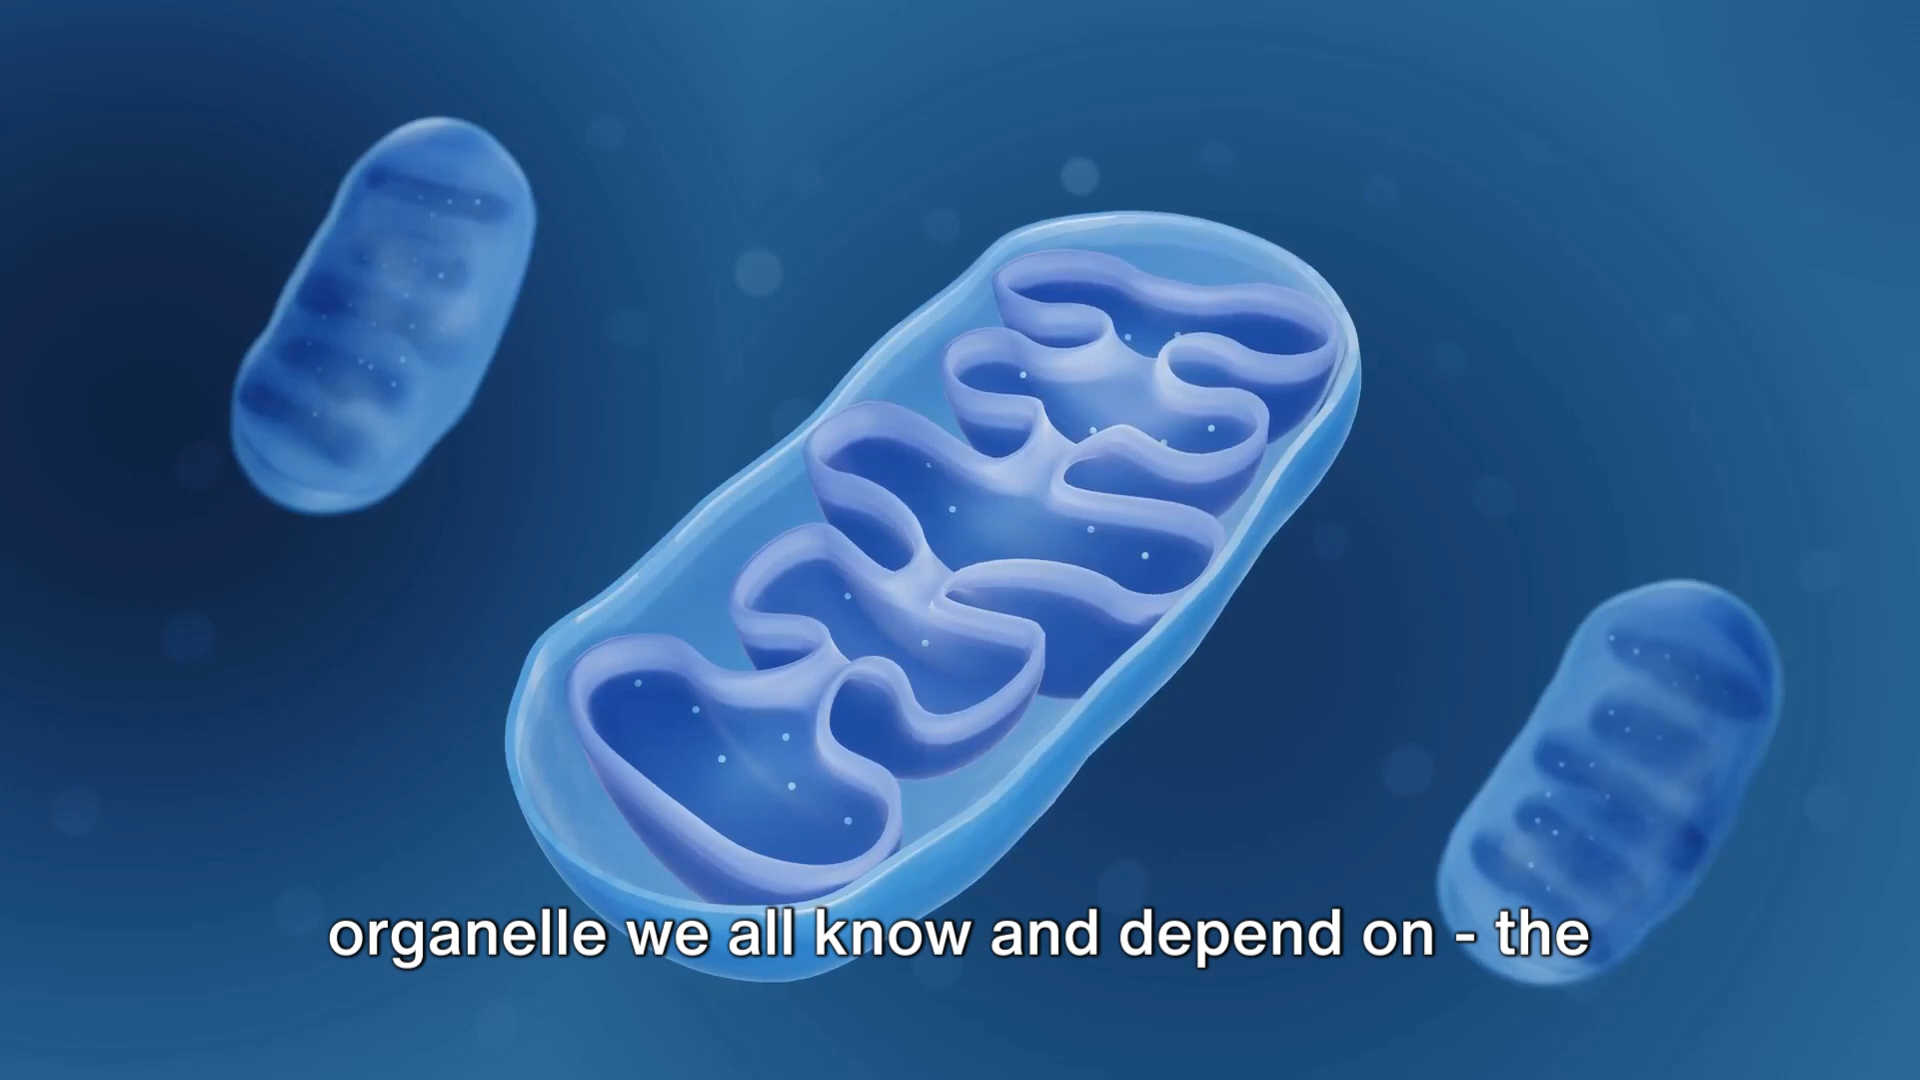 organelle we all know and depend on - the